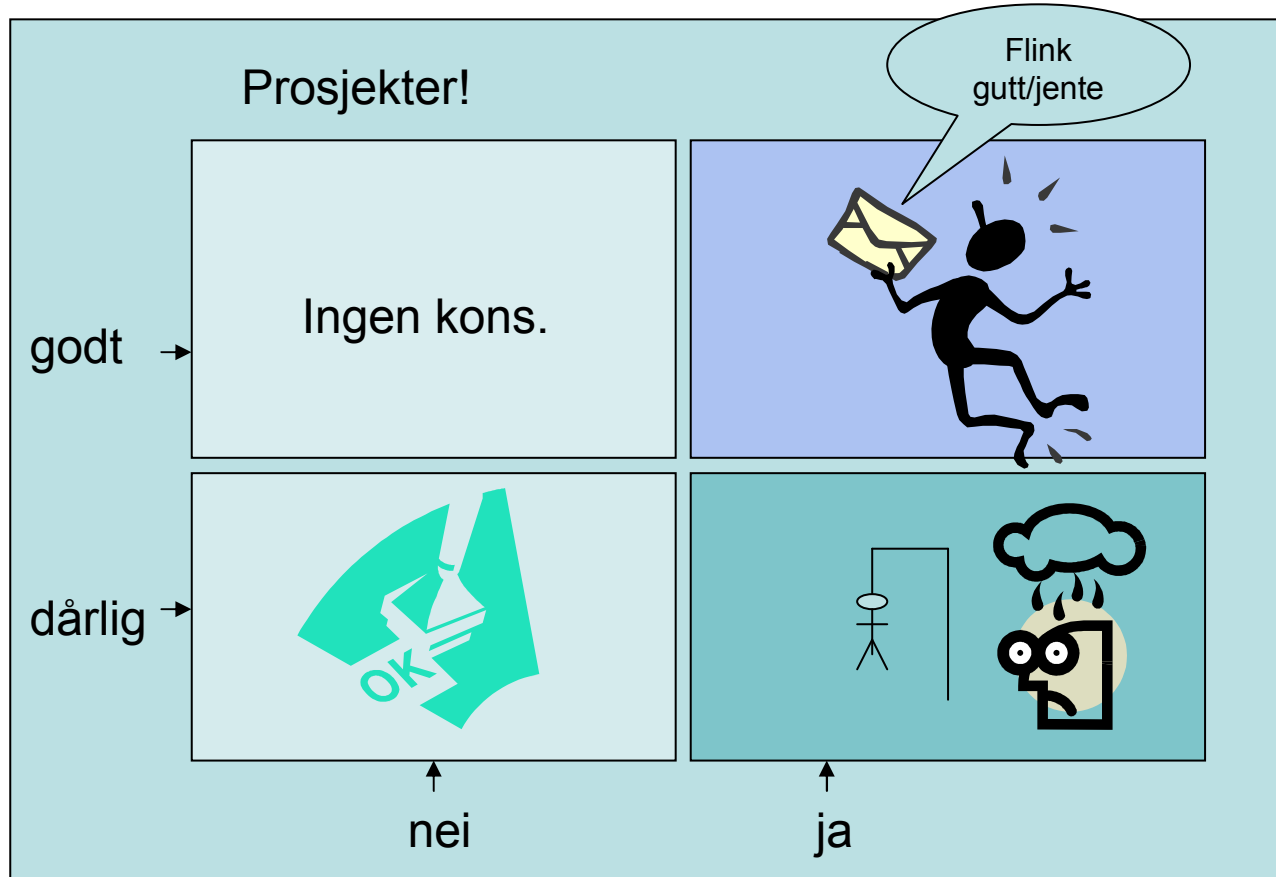 Prosjekter!
Flink
gutt/jente
Ingen kons.
godt
dårlig
OK
nei
ja